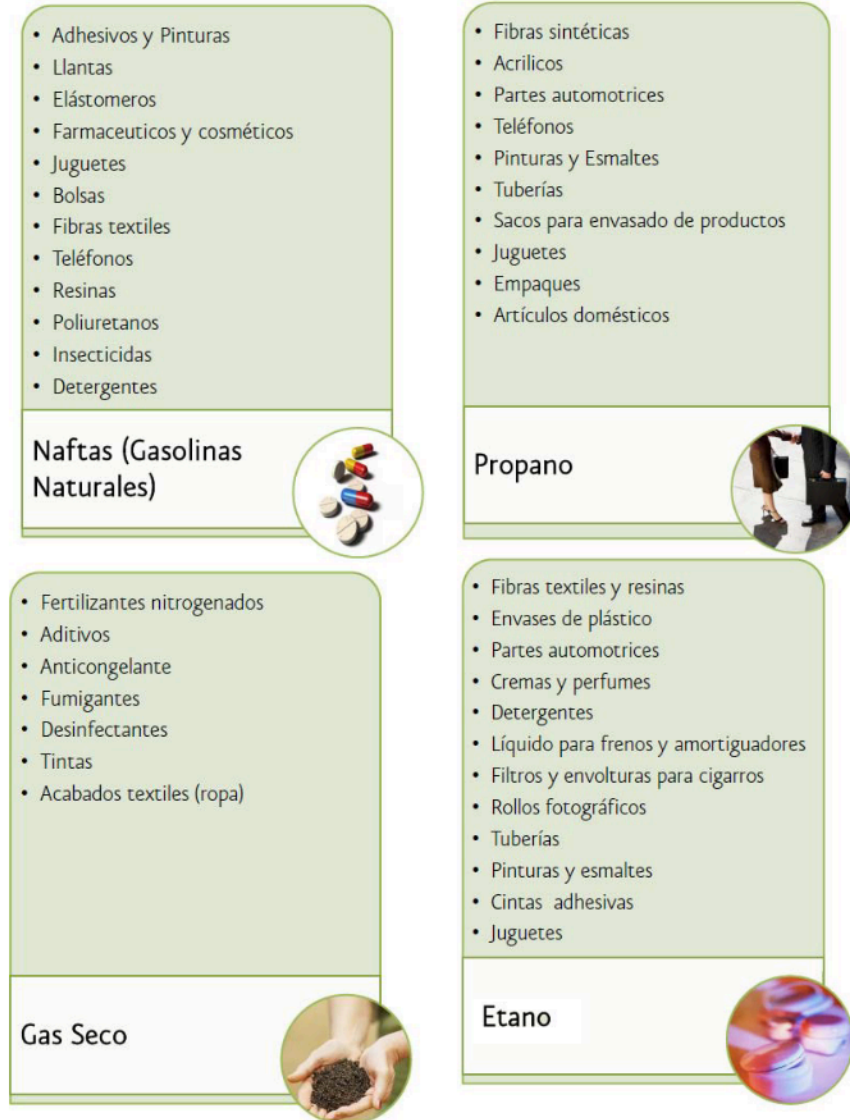 • Adhesivos y Pinturas
• Llantas
• Elástomeros
• Farmaceuticos y cosméticos
• Juguetes
• Bolsas
• Fibras textiles
• Teléfonos
• Resinas
• Poliuretanos
• Insecticidas
• Detergentes
Naftas (Gasolinas
Naturales)
• Fibras sintéticas
• Acrilicos
• Partes automotrices
• Teléfonos
• Pinturas y Esmaltes
• Tuberías
• Sacos para envasado de productos
• Juguetes
• Empaques
• Artículos domésticos
Propano
• Fertilizantes nitrogenados
• Aditivos
• Anticongelante
• Fumigantes
• Desinfectantes
• Tintas
• Acabados textiles (ropa)
Gas Seco
• Fibras textiles y resinas
• Envases de plástico
• Partes automotrices
• Cremas y perfumes
• Detergentes
• Líquido para frenos y amortiguadores
• Filtros y envolturas para cigarros
• Rollos fotográficos
• Tuberías
• Pinturas y esmaltes
• Cintas adhesivas
• Juguetes
Etano